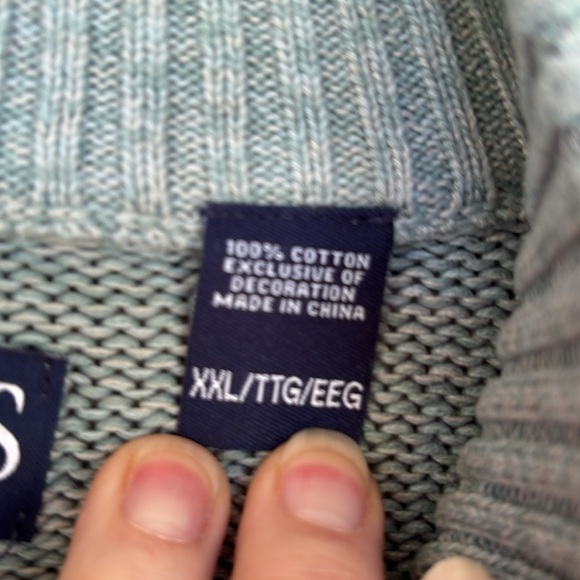 100% COTTON
EXCLUSIVE OF
DECORATION
MADE IN CHINA
XXL/TTG/EEG
S